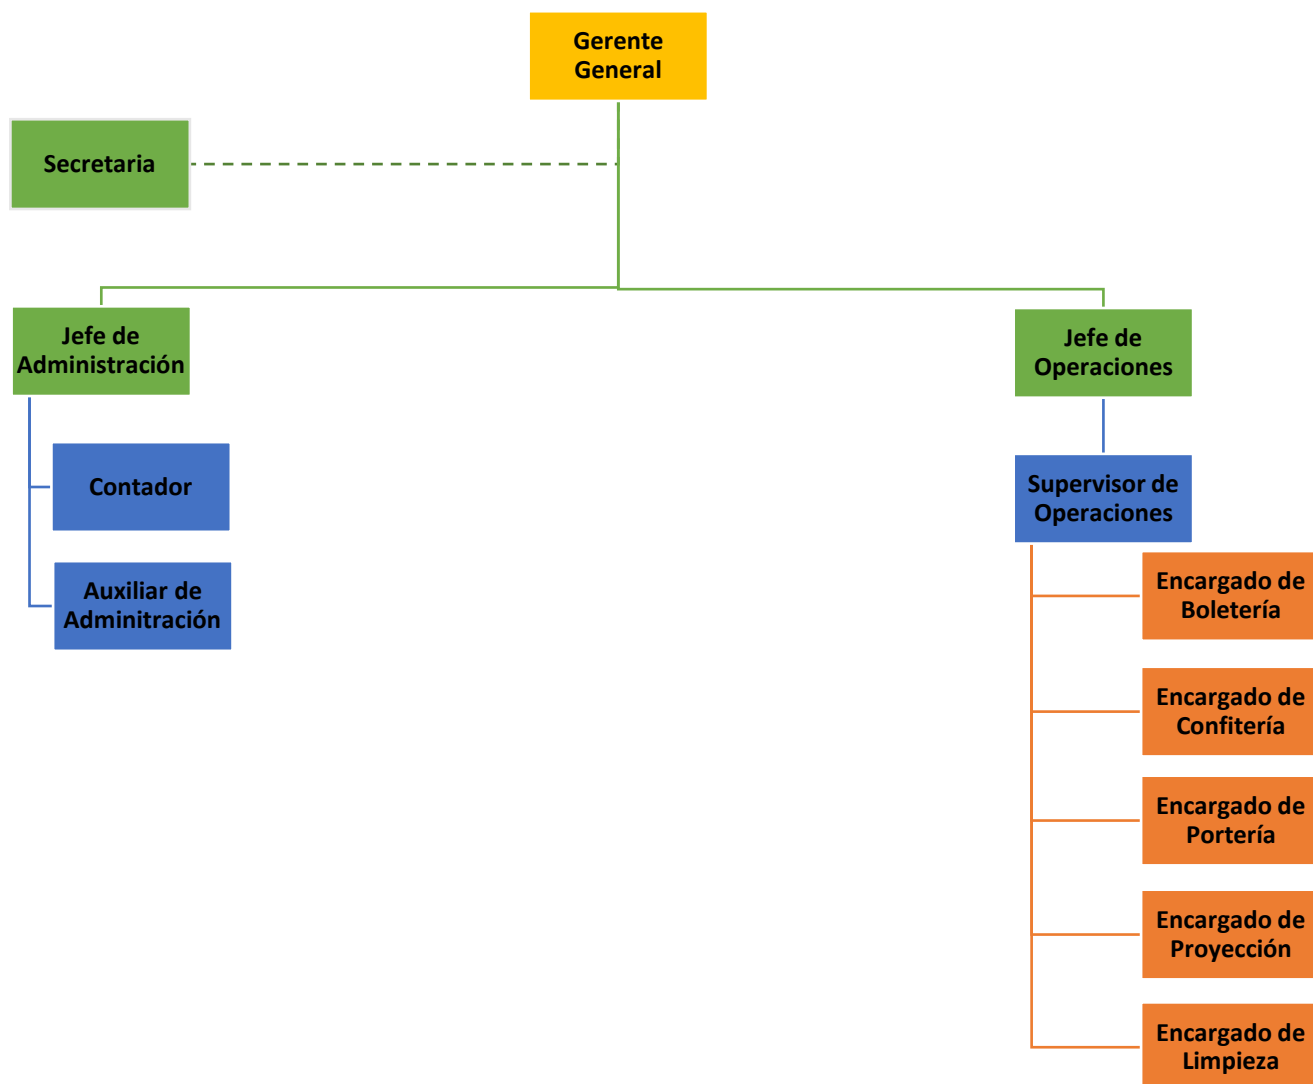 Gerente
General
Secretaria
Jefe de
Administración
Jefe de
Operaciones
Contador
Supervisor de
Operaciones
Auxiliar de
Adminitración
Encargado de
Boletería
Encargado de
Confitería
Encargado de
Portería
Encargado de
Proyección
Encargado de
Limpieza